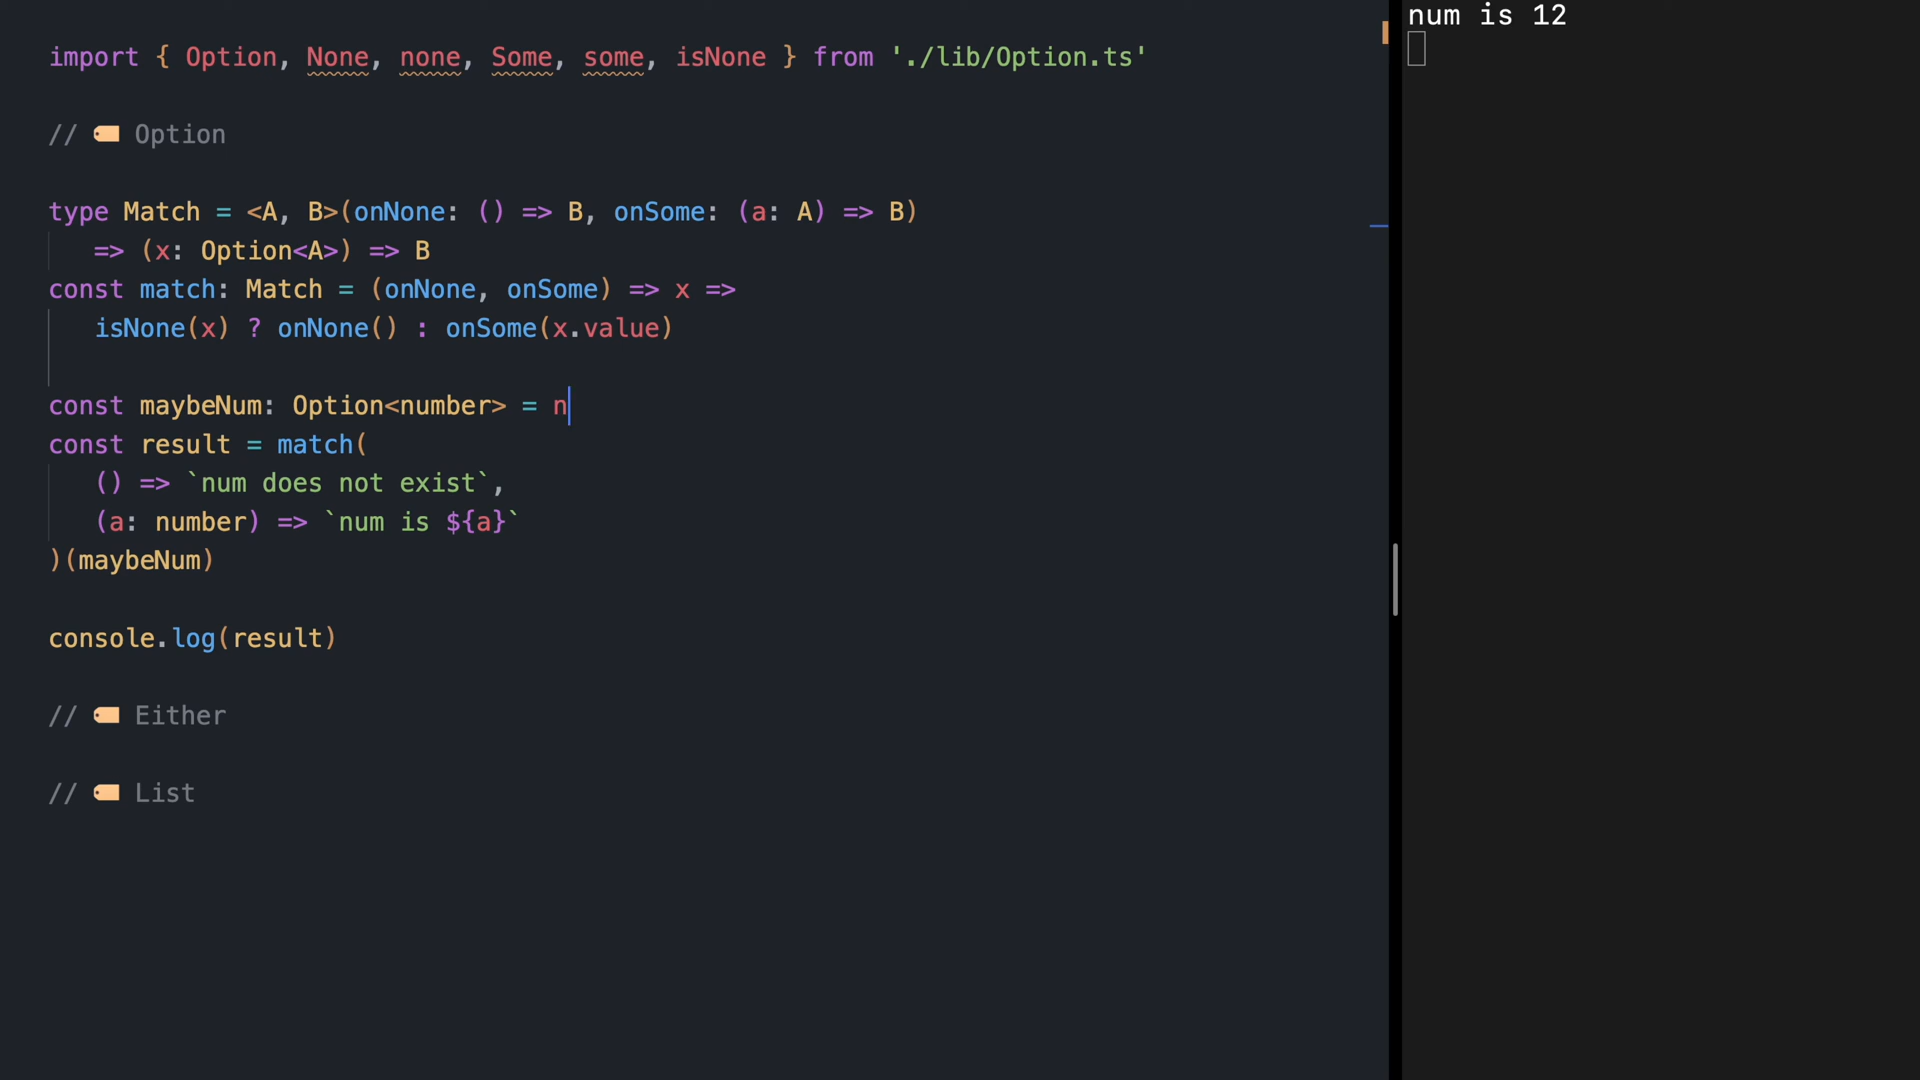 import { Option, None, none, Some, some, isNone } from './lib/Option.ts'
// 🏷️ Option
type Match = <A, B>(onNone: () => B, onSome: (a: A) => B)
=> (x: Option<A>) => B
const match: Match = (onNone, onSome) => x =>
isNone(x) ? onNone() : onSome(x.value)
const maybeNum: Option<number> = n
const result = match(
() => `num does not exist`,
(a: number) => `num is ${a}`
)(maybeNum)
console.log(result)
// 🏷️ Either
// 🏷️ List
num is 12